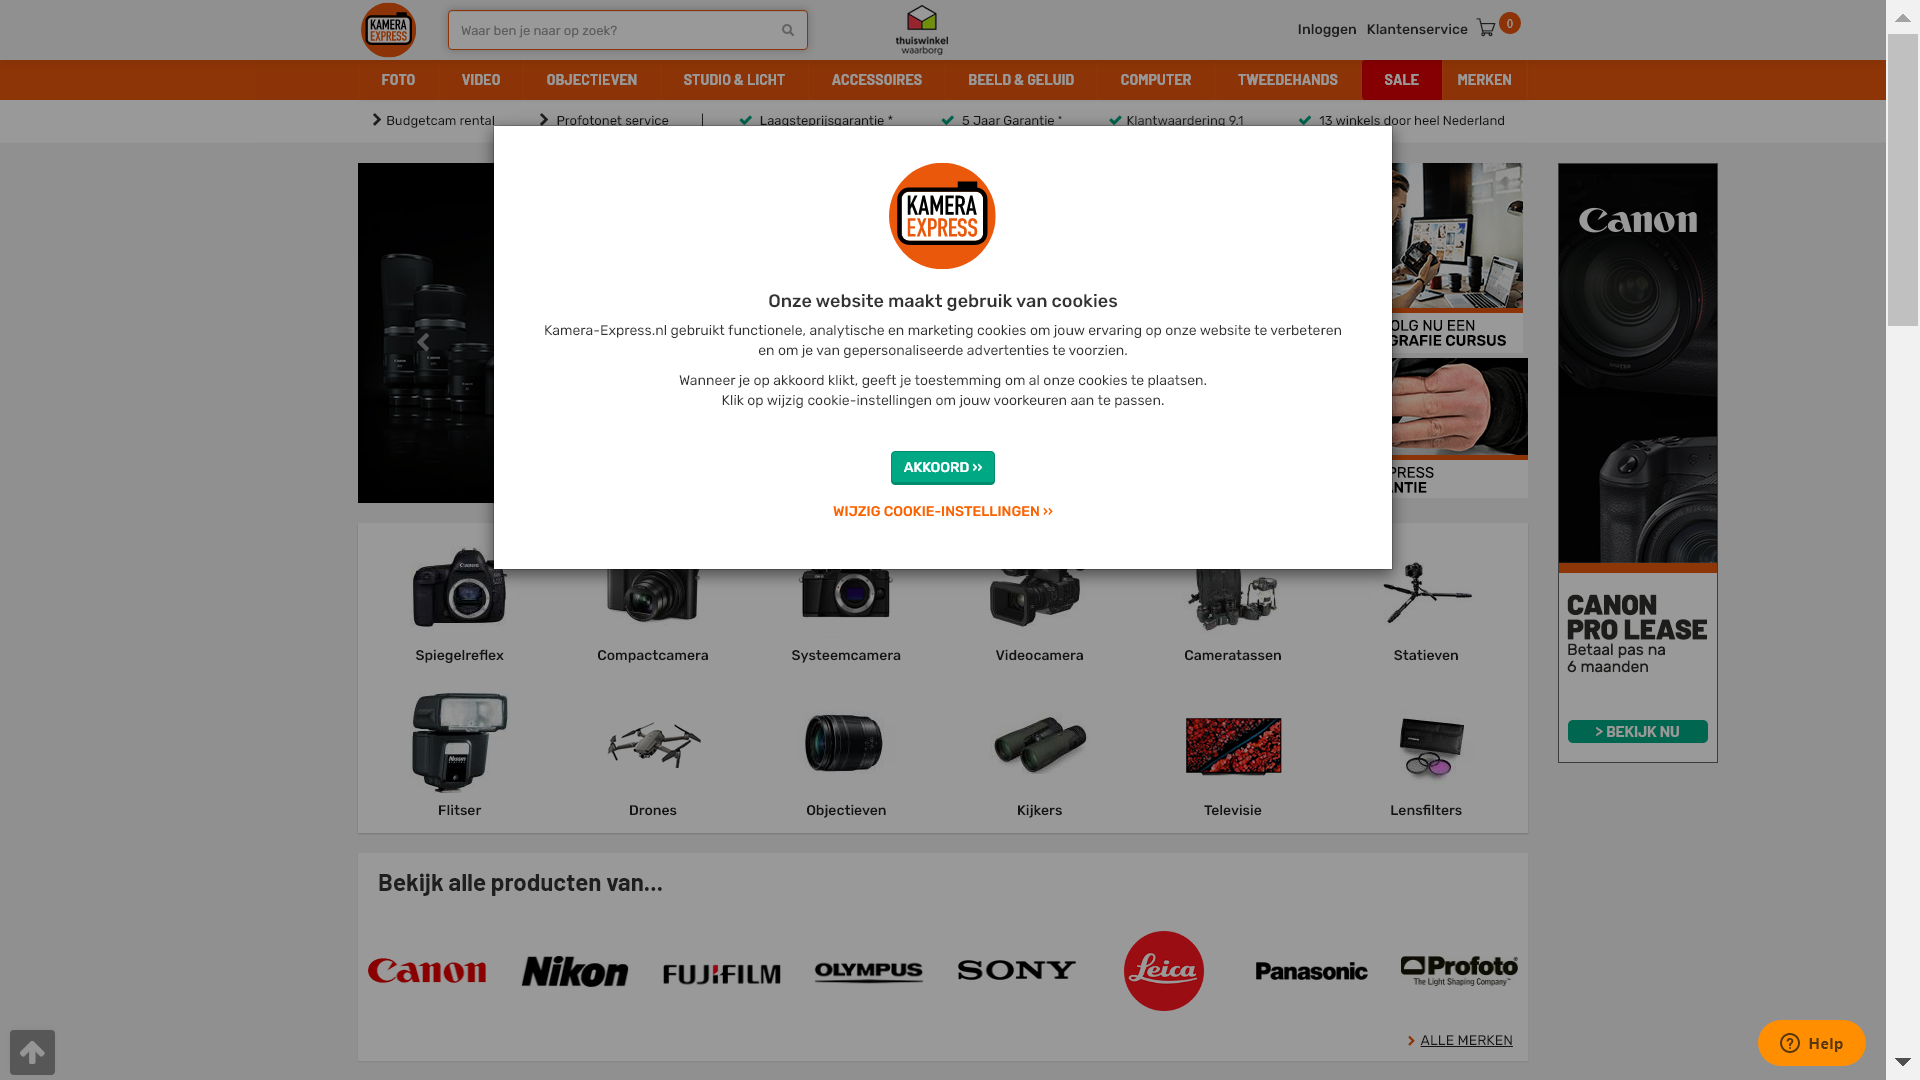 KAMERA
EXPRESS
Waar ben je naar op zoek?
thuiswinkel
waarborg
Inloggen
Klantenservice
0
FOTO
VIDEO
OBJECTIEVEN
STUDIO & LICHT
ACCESSOIRES
BEELD & GELUID
COMPUTER
TWEEDEHANDS
SALE
MERKEN
Budgetcam rental
Profotonet service
|
Laagsteprijsgarantie *
5 Jaar Garantie *
Klantwaardering 9.1
13 winkels door heel Nederland
KAMERA
EXPRESS
Onze website maakt gebruik van cookies
Kamera-Express.nl gebruikt functionele, analytische en marketing cookies om jouw ervaring op onze website te verbeteren
en om je van gepersonaliseerde advertenties te voorzien.
Wanneer je op akkoord klikt, geeft je toestemming om al onze cookies te plaatsen.
Klik op wijzig cookie-instellingen om jouw voorkeuren aan te passen.
AKKOORD ››
WIJZIG COOKIE-INSTELLINGEN ››
OLG NU EEN
GRAFIE CURSUS
PRESS
NTIE
Canon
CANON
PRO LEASE
Betaal pas na
6 maanden
> BEKIJK NU
Spiegelreflex
Compactcamera
Systeemcamera
Videocamera
Cameratassen
Statieven
Nissin
Flitser
Drones
Objectieven
Kijkers
Televisie
Lensfilters
Bekijk alle producten van...
Canon
Nikon
FUJIFILM
OLYMPUS
SONY
Leica
Panasonic
Profoto
The Light Shaping Company™
ALLE MERKEN
Help